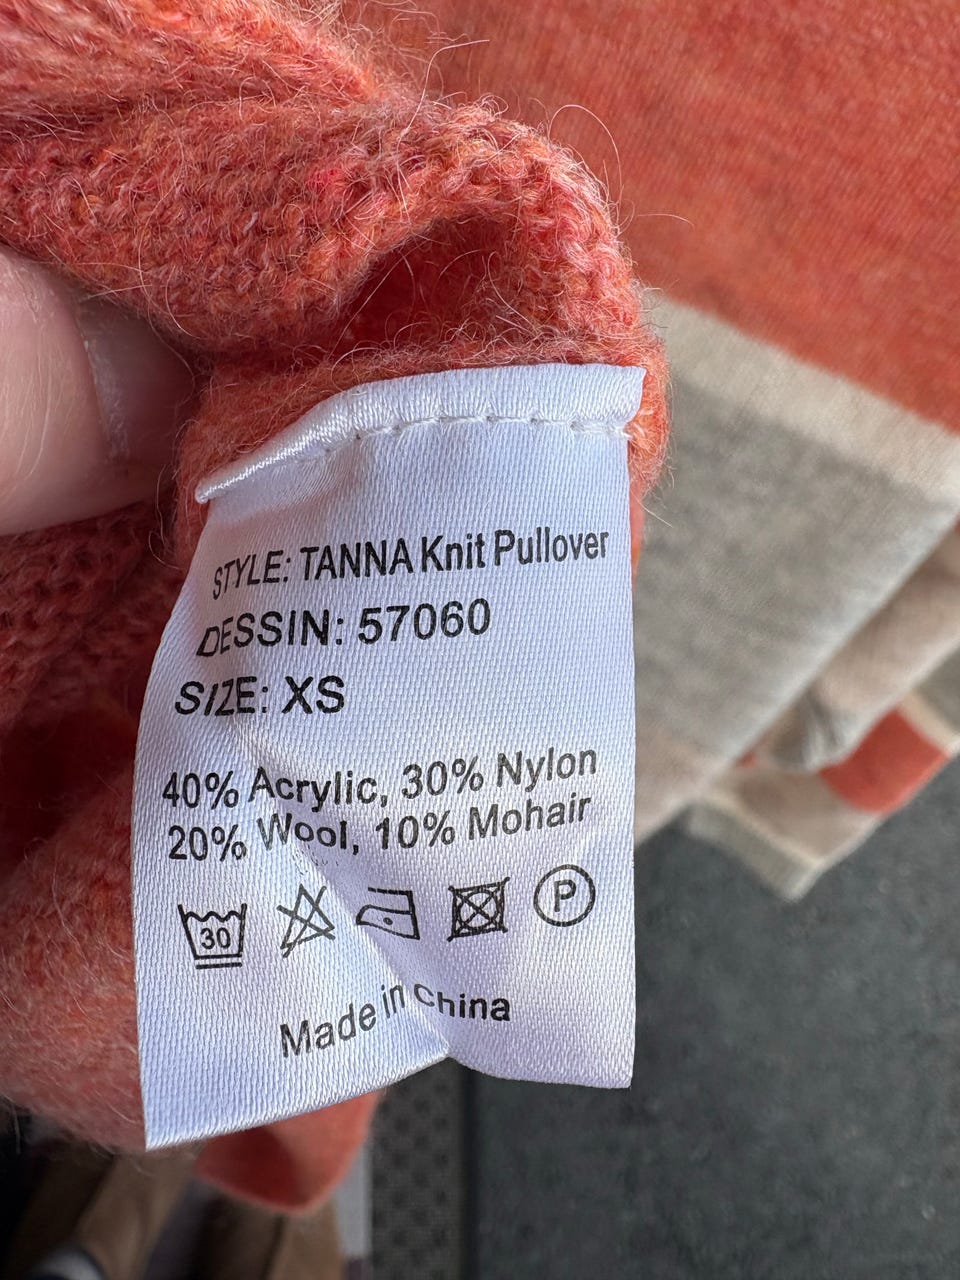 STYLE: TANNA Knit Pullover
DESSIN: 57060
SIZE: XS
40% Acrylic, 30% Nylon
20% Wool, 10% Mohair
30 P
Made in China